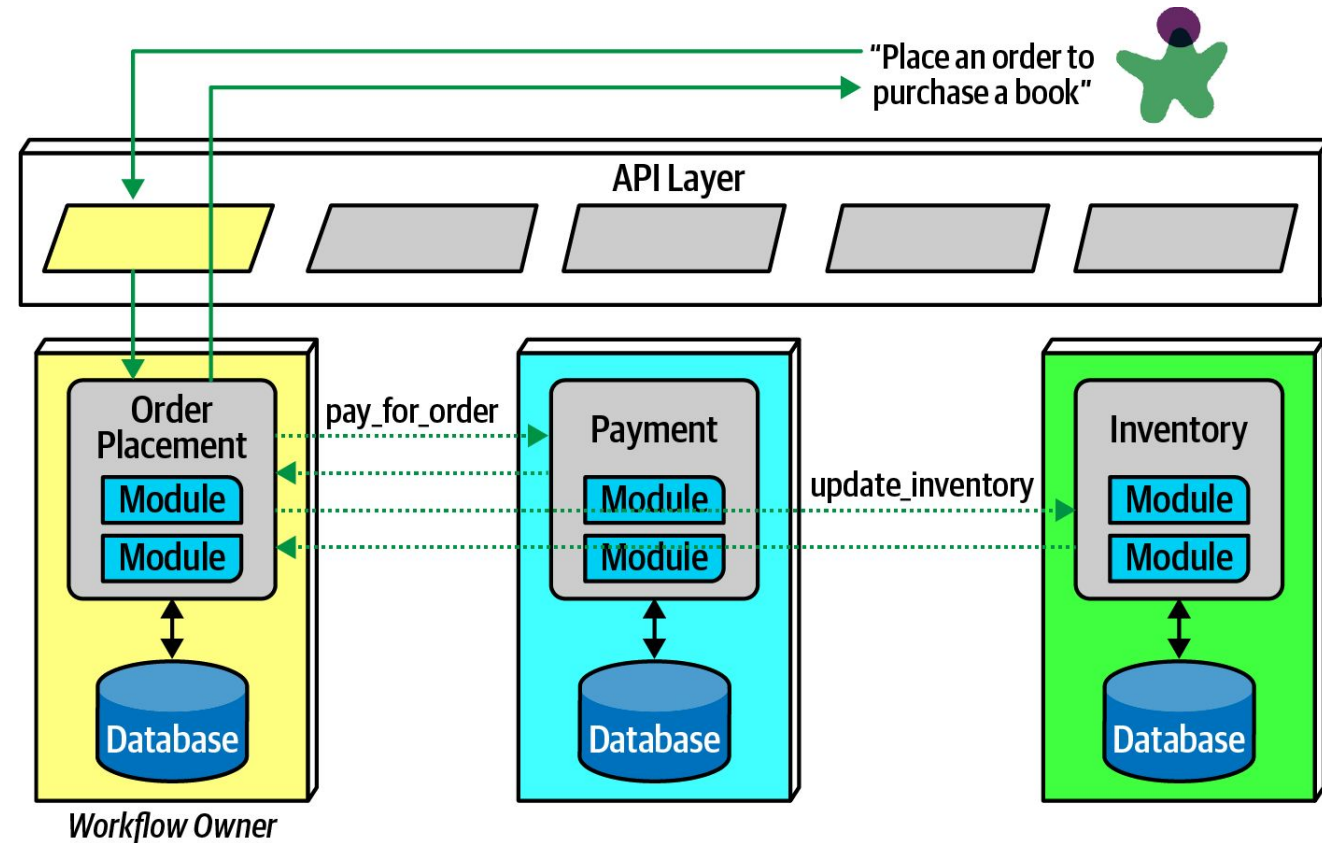 “Place an order to
purchase a book”
API Layer
Order
Placement
Module
Module
Database
Workflow Owner
pay_for_order
Payment
Module
Module
Database
update_inventory
Inventory
Module
Module
Database